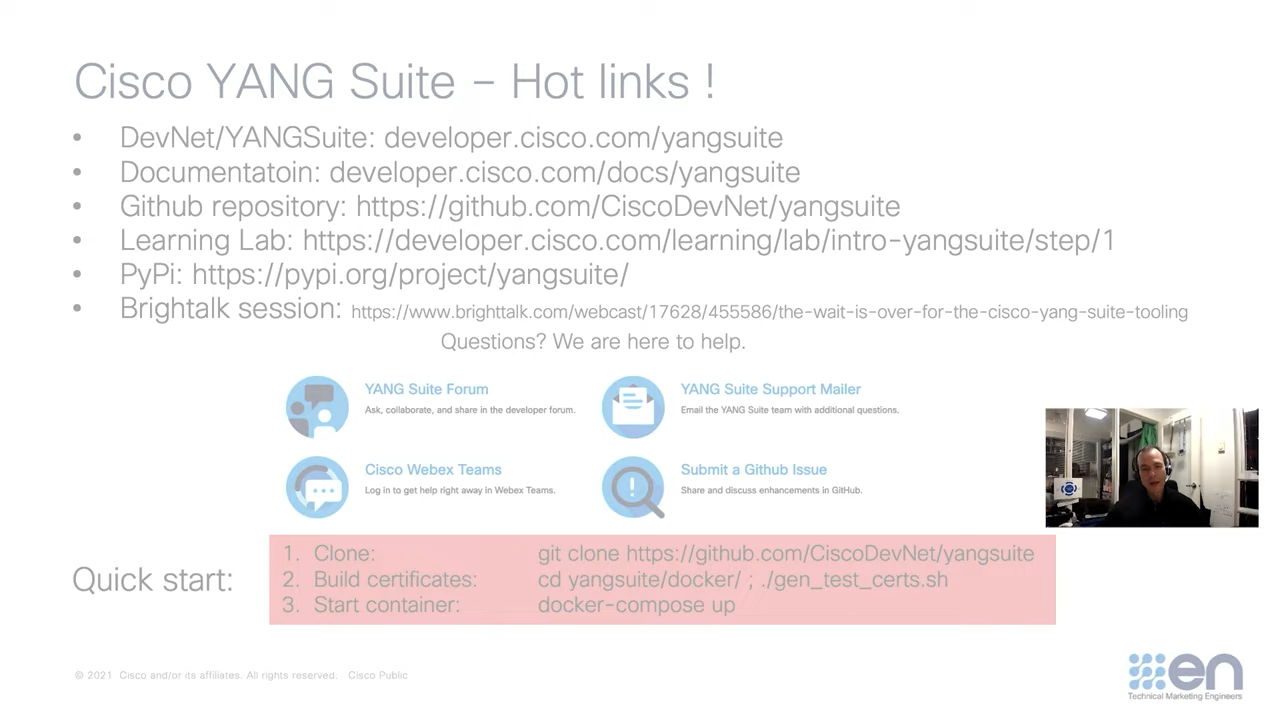 Cisco YANG Suite – Hot links !
• DevNet/YANGSuite: developer.cisco.com/yangsuite
• Documentatoin: developer.cisco.com/docs/yangsuite
• Github repository: https://github.com/CiscoDevNet/yangsuite
• Learning Lab: https://developer.cisco.com/learning/lab/intro-yangsuite/step/1
• PyPi: https://pypi.org/project/yangsuite/
• Brightalk session: https://www.brighttalk.com/webcast/17628/455586/the-wait-is-over-for-the-cisco-yang-suite-tooling
Questions? We are here to help.
YANG Suite Forum
Ask, collaborate, and share in the developer forum.
YANG Suite Support Mailer
Email the YANG Suite team with additional questions.
Cisco Webex Teams
Log in to get help right away in Webex Teams.
Submit a Github Issue
Share and discuss enhancements in GitHub.
Quick start:
1. Clone: git clone https://github.com/CiscoDevNet/yangsuite
2. Build certificates: cd yangsuite/docker/ ; ./gen_test_certs.sh
3. Start container: docker-compose up
© 2021 Cisco and/or its affiliates. All rights reserved. Cisco Public
en
Technical Marketing Engineers